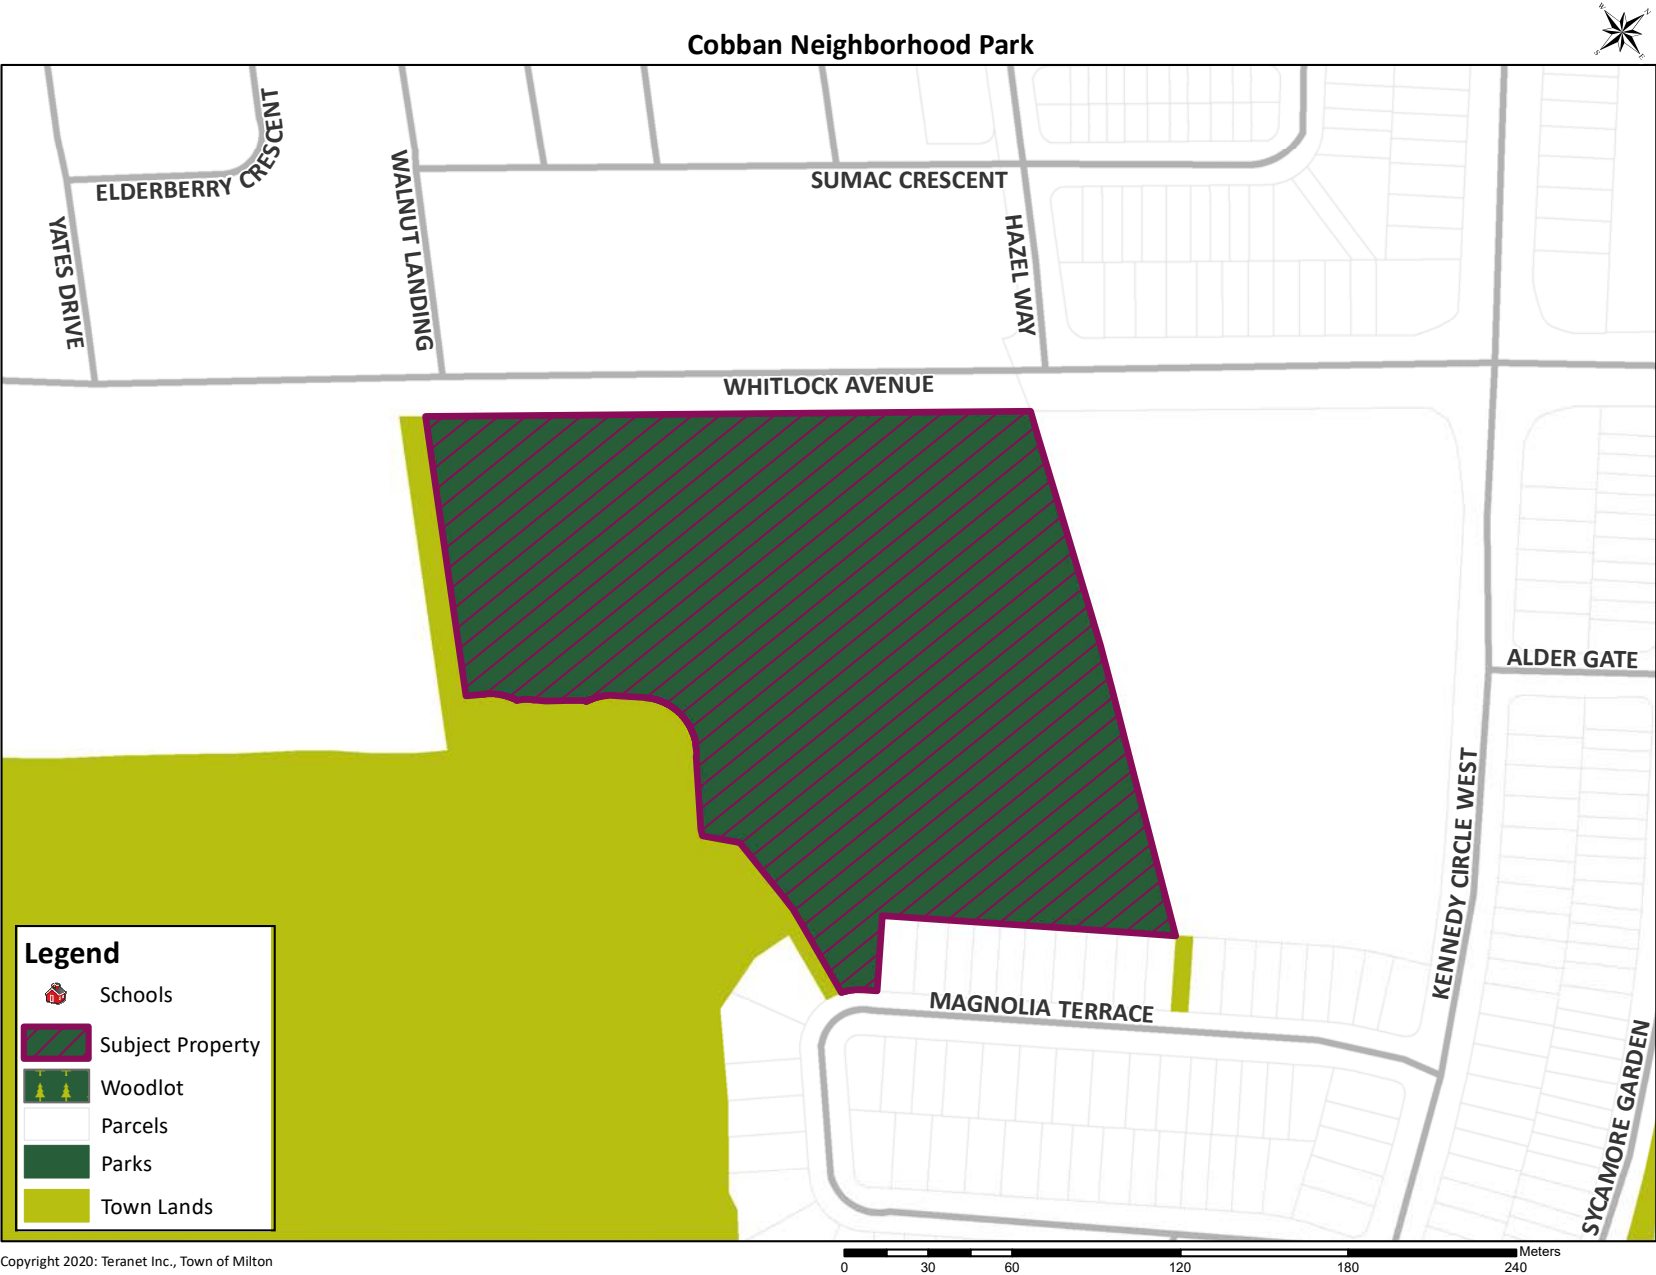 Cobban Neighborhood Park
W
N
S
E
ELDERBERRY CRESCENT
YATES DRIVE
WALNUT LANDING
SUMAC CRESCENT
HAZEL WAY
WHITLOCK AVENUE
ALDER GATE
KENNEDY CIRCLE WEST
MAGNOLIA TERRACE
SYCAMORE GARDEN
Legend
Schools
Subject Property
Woodlot
Parcels
Parks
Town Lands
Copyright 2020: Teranet Inc., Town of Milton
Meters
0 30 60 120 180 240